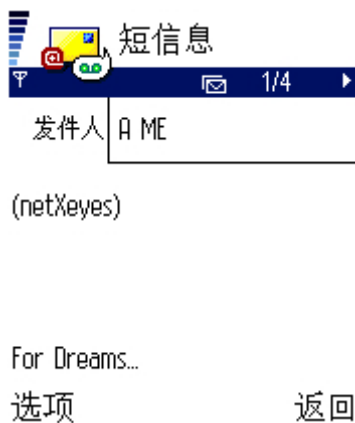 短信息
1/4
发件人 A ME
(netXeyes)
For Dreams...
选项 返回